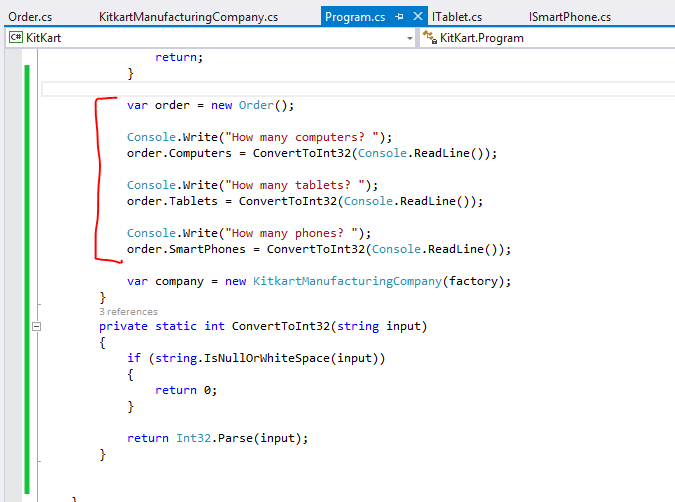 Order.cs KitkartManufacturingCompany.cs Program.cs ITablet.cs ISmartPhone.cs
C# KitKart KitKart.Program
return;
}
var order = new Order();
Console.Write("How many computers? ");
order.Computers = ConvertToInt32(Console.ReadLine());
Console.Write("How many tablets? ");
order.Tablets = ConvertToInt32(Console.ReadLine());
Console.Write("How many phones? ");
order.SmartPhones = ConvertToInt32(Console.ReadLine());
var company = new KitkartManufacturingCompany(factory);
}
3 references
private static int ConvertToInt32(string input)
{
if (string.IsNullOrWhiteSpace(input))
{
return 0;
}
return Int32.Parse(input);
}
}